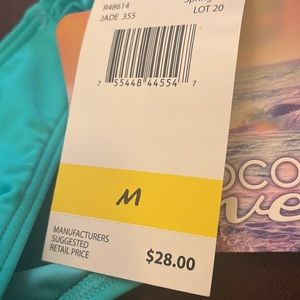 R48614
JADE 355
LOT 20
7 55448 44554 7
M
MANUFACTURERS
SUGGESTED
RETAIL PRICE
$28.00